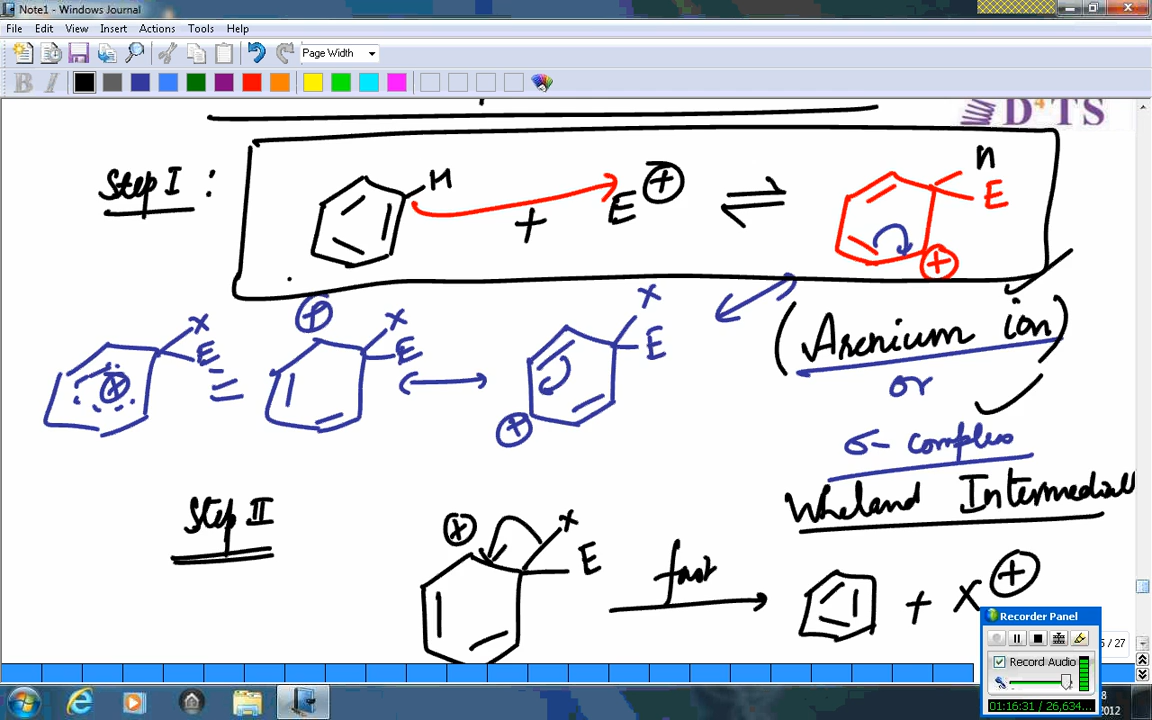 Note1 - Windows Journal
File Edit View Insert Actions Tools Help
Page Width
B I
D4TS
Step I :
H
+ E +
H
E
+
X
E
+
=
+
X
E
X
E
+
(Arenium ion)
or
σ- complex
Wheland Intermediate
Step II
+
X
E
fast
+ X +
Recorder Panel
Record Audio
01:16:31 / 26,634...
/ 27
2012